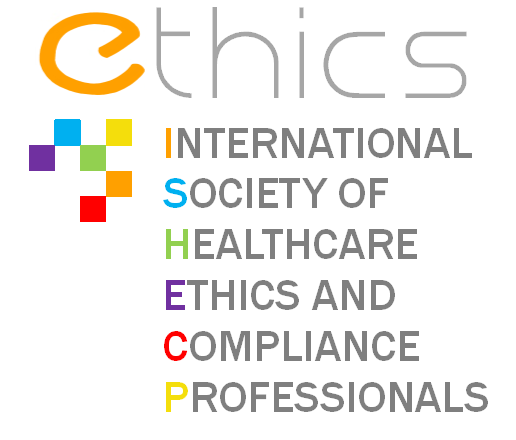 ethics
INTERNATIONAL
SOCIETY OF
HEALTHCARE
ETHICS AND
COMPLIANCE
PROFESSIONALS